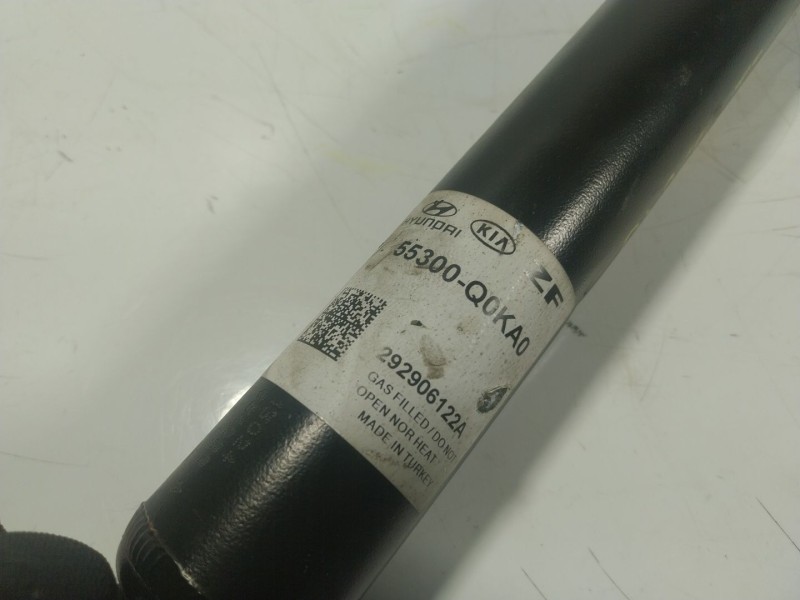 HYUNDAI
KIA
ZF
55300-Q0KA0
292906122A
GAS FILLED / DO NOT
OPEN NOR HEAT
MADE IN TURKEY